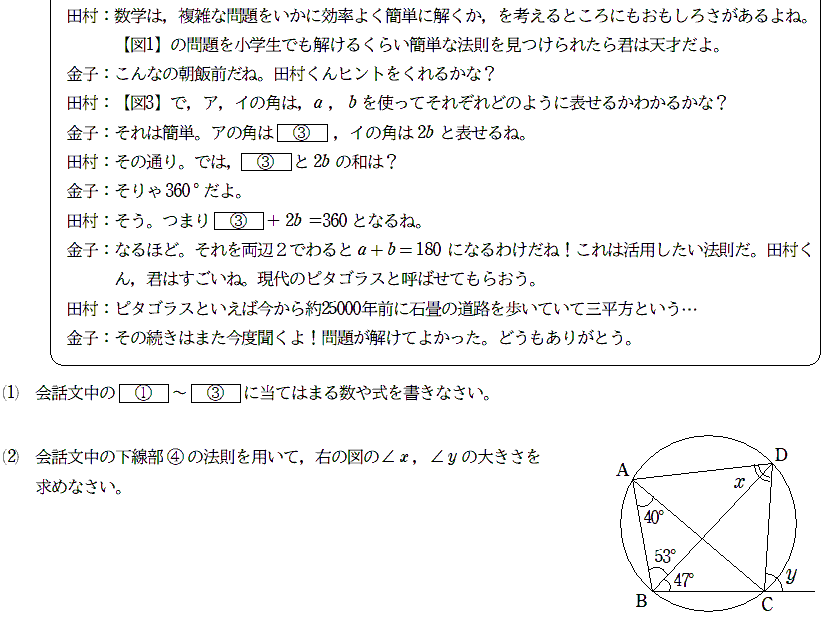 田村：数学は，複雑な問題をいかに効率よく簡単に解くか，を考えるところにもおもしろさがあるよね。
【図1】の問題を小学生でも解けるくらい簡単な法則を見つけられたら君は天才だよ。
金子：こんなの朝飯前だね。田村くんヒントをくれるかな？
田村：【図3】で，ア，イの角は，a ，b を使ってそれぞれどのように表せるかわかるかな？
金子：それは簡単。アの角は ③ ，イの角は 2b と表せるね。
田村：その通り。では， ③ と 2b の和は？
金子：そりゃ 360°だよ。
田村：そう。つまり ③ ＋ 2b ＝360 となるね。
金子：なるほど。それを両辺２でわると a＋b＝180 になるわけだね！これは活用したい法則だ。田村く
ん，君はすごいね。現代のピタゴラスと呼ばせてもらおう。
田村：ピタゴラスといえば今から約25000年前に石畳の道路を歩いていて三平方という…
金子：その続きはまた今度聞くよ！問題が解けてよかった。どうもありがとう。
(1) 会話文中の ① ～ ③ に当てはまる数や式を書きなさい。
(2) 会話文中の下線部④の法則を用いて，右の図の∠x，∠yの大きさを
求めなさい。
D
A
x
40°
53°
47°
y
B
C